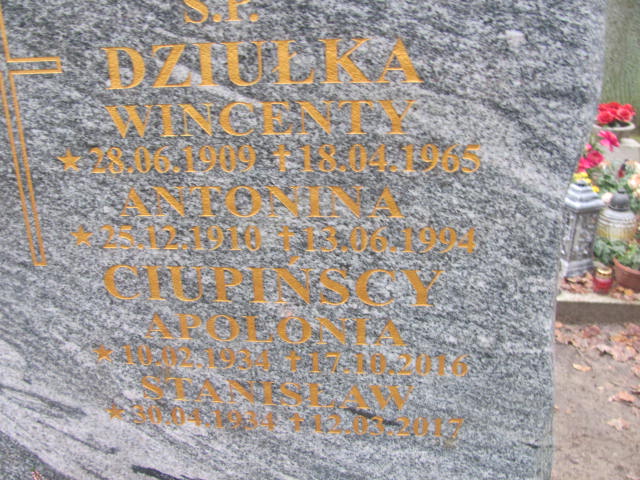 Ś.P.
DZIUŁKA
WINCENTY
★28.06.1909 ✝18.04.1965
ANTONINA
★25.12.1910 ✝13.06.1994
CIUPIŃSCY
APOLONIA
★10.02.1934 ✝17.10.2016
STANISŁAW
★30.04.1934 ✝12.03.2017